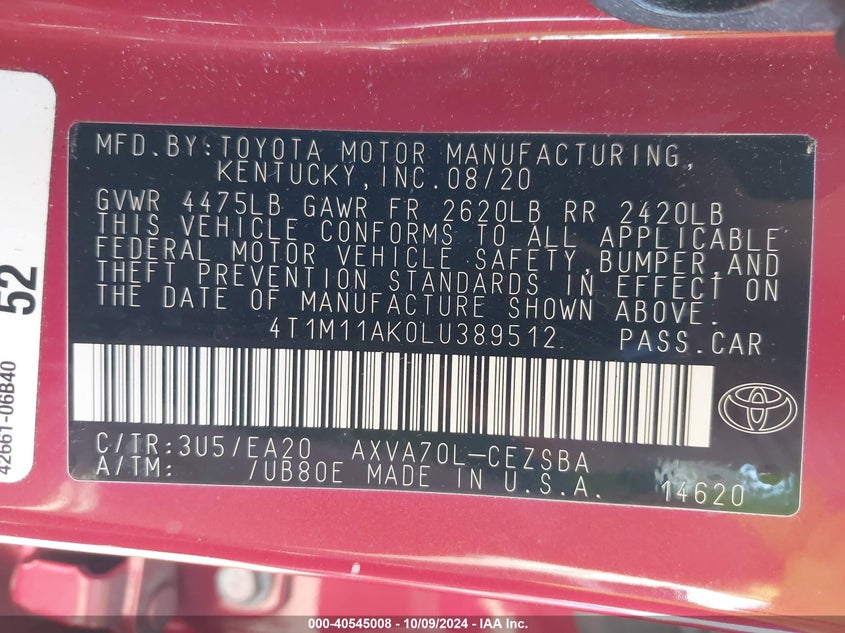 MFD.BY:TOYOTA MOTOR MANUFACTURING,
KENTUCKY,INC.08/20
GVWR 4475LB GAWR FR 2620LB RR 2420LB
THIS VEHICLE CONFORMS TO ALL APPLICABLE
FEDERAL MOTOR VEHICLE SAFETY,BUMPER,AND
THEFT PREVENTION STANDARDS IN EFFECT ON
THE DATE OF MANUFACTURE SHOWN ABOVE.
4T1M11AK0LU389512 PASS.CAR
C/TR:3U5/EA20 AXVA70L-CEZSBA
A/TM: /UB80E MADE IN U.S.A. 14620
52
42661-06B40
000-40545008 - 10/09/2024 - IAA Inc.